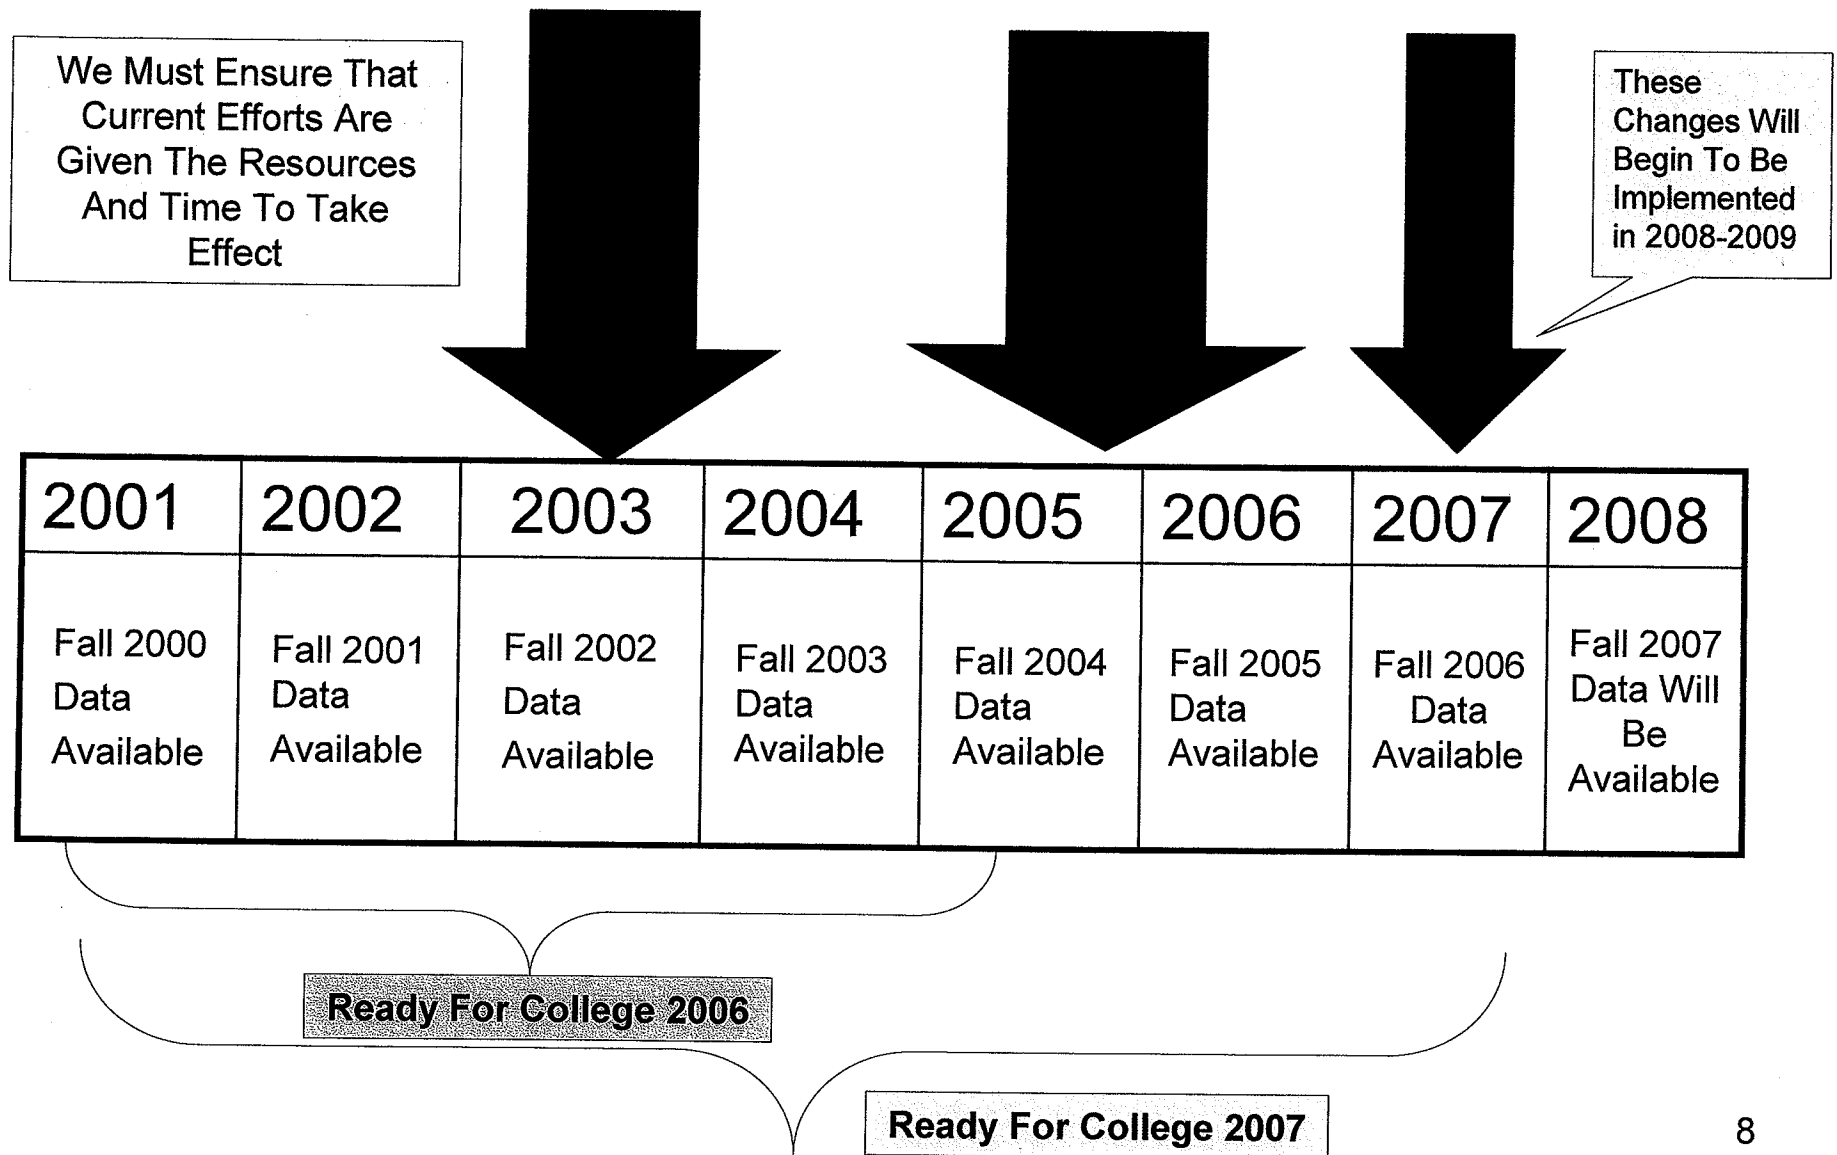 We Must Ensure That
Current Efforts Are
Given The Resources
And Time To Take
Effect
These
Changes Will
Begin To Be
Implemented
in 2008-2009
2001 2002 2003 2004 2005 2006 2007 2008
Fall 2000
Data
Available
Fall 2001
Data
Available
Fall 2002
Data
Available
Fall 2003
Data
Available
Fall 2004
Data
Available
Fall 2005
Data
Available
Fall 2006
Data
Available
Fall 2007
Data Will
Be
Available
Ready For College 2006
Ready For College 2007
8